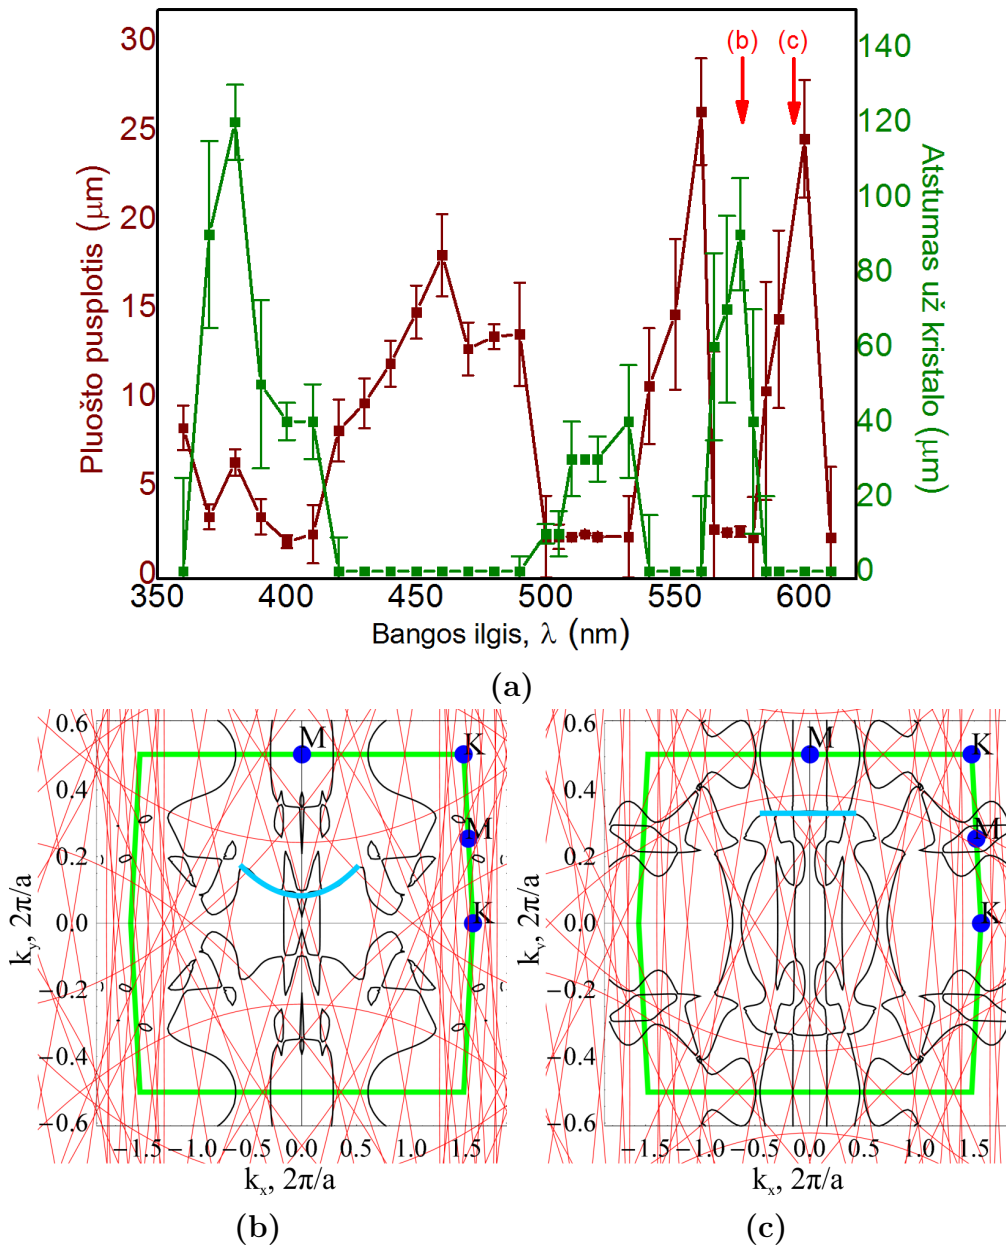 (b) (c)
30 25 20 15 10 5 0
Pluošto pusplotis (μm)
140 120 100 80 60 40 20 0
Atstumas už kristalo (μm)
350 400 450 500 550 600
Bangos ilgis, λ (nm)
(a)
0.6 0.4 0.2 0.0 −0.2 −0.4 −0.6
k_y, 2π/a
M K M K
−1.5 −1.0 −0.5 0.0 0.5 1.0 1.5
k_x, 2π/a
(b)
0.6 0.4 0.2 0.0 −0.2 −0.4 −0.6
k_y, 2π/a
M K M K
−1.5 −1.0 −0.5 0.0 0.5 1.0 1.5
k_x, 2π/a
(c)